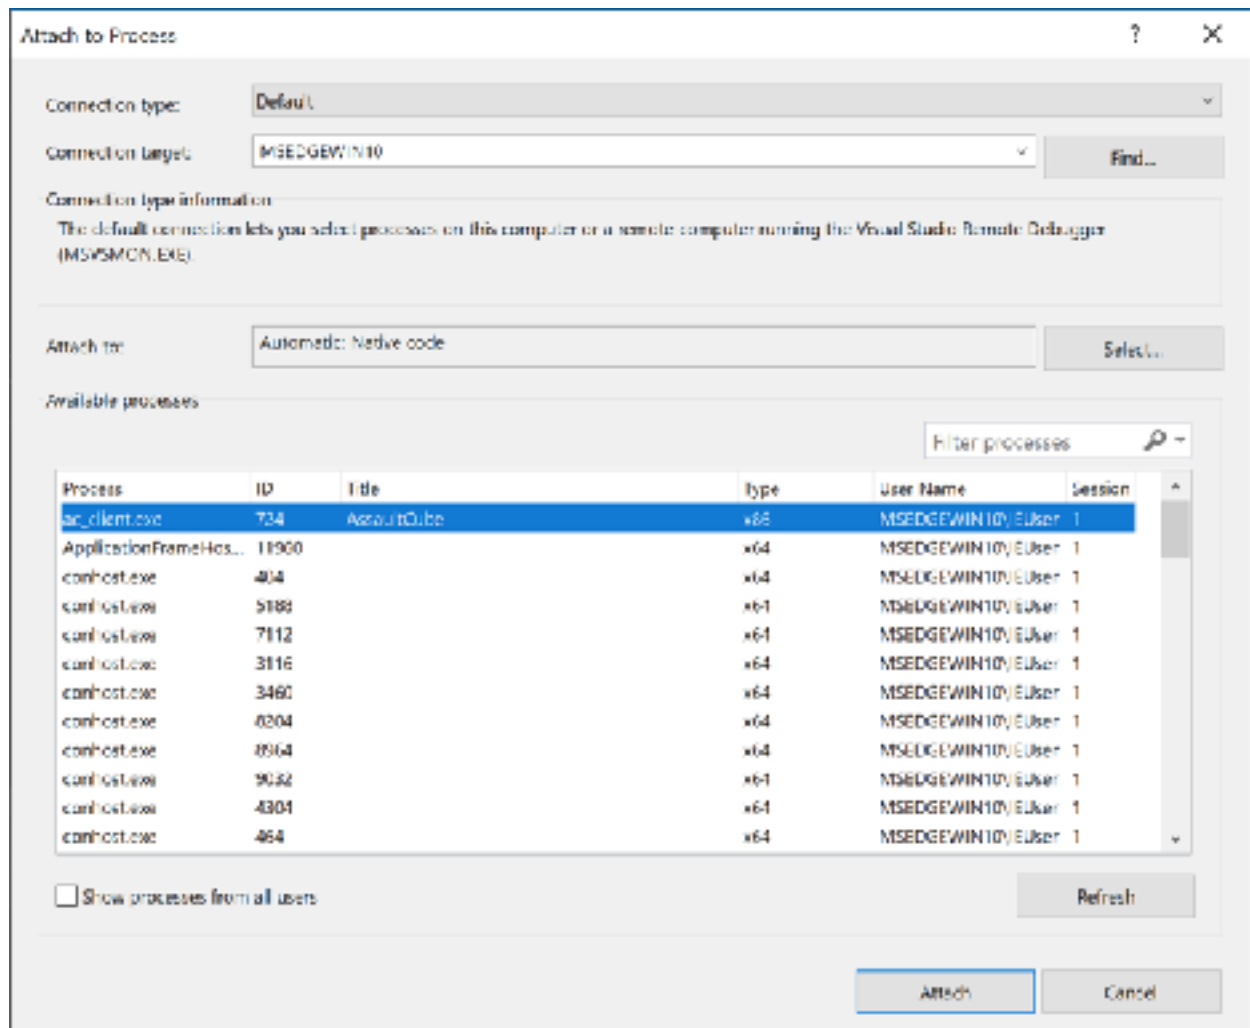 Attach to Process ?
Connection type: Default
Connection target: MSEDGEWIN10 Find...
Connection type information
The default connection lets you select processes on this computer or a remote computer running the Visual Studio Remote Debugger
(MSVSMON.EXE).
Attach to: Automatic: Native code Select...
Available processes
Filter processes
Process ID Title Type User Name Session
ac_client.exe 734 AssaultCube x86 MSEDGEWIN10\IEUser 1
ApplicationFrameHos... 11900 x64 MSEDGEWIN10\IEUser 1
conhost.exe 404 x64 MSEDGEWIN10\IEUser 1
conhost.exe 5188 x64 MSEDGEWIN10\IEUser 1
conhost.exe 7112 x64 MSEDGEWIN10\IEUser 1
conhost.exe 3116 x64 MSEDGEWIN10\IEUser 1
conhost.exe 3460 x64 MSEDGEWIN10\IEUser 1
conhost.exe 8204 x64 MSEDGEWIN10\IEUser 1
conhost.exe 8964 x64 MSEDGEWIN10\IEUser 1
conhost.exe 9032 x64 MSEDGEWIN10\IEUser 1
conhost.exe 4304 x64 MSEDGEWIN10\IEUser 1
conhost.exe 464 x64 MSEDGEWIN10\IEUser 1
Show processes from all users Refresh
Attach Cancel